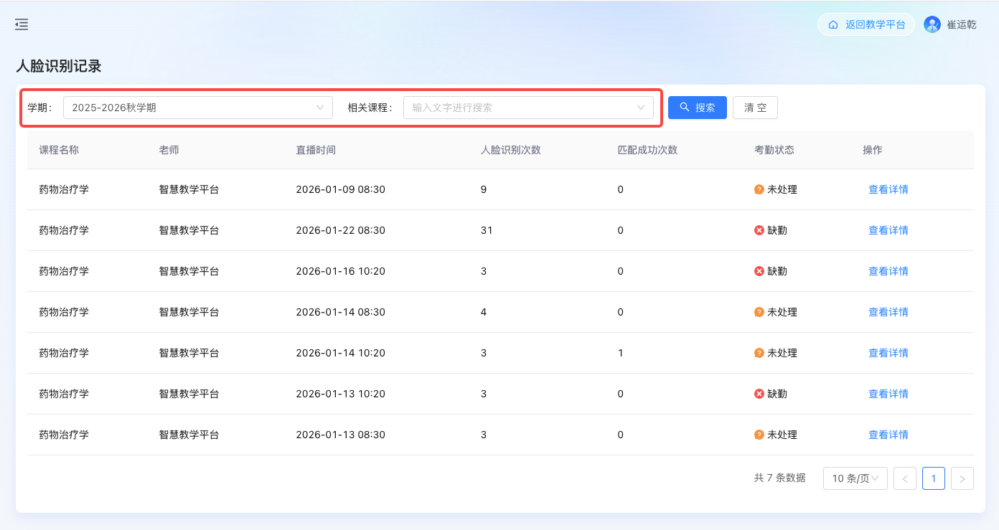 返回教学平台 崔运乾
人脸识别记录
学期： 2025-2026秋学期 相关课程： 输入文字进行搜索 搜索 清 空
课程名称 老师 直播时间 人脸识别次数 匹配成功次数 考勤状态 操作
药物治疗学 智慧教学平台 2026-01-09 08:30 9 0 未处理 查看详情
药物治疗学 智慧教学平台 2026-01-22 08:30 31 0 缺勤 查看详情
药物治疗学 智慧教学平台 2026-01-16 10:20 3 0 缺勤 查看详情
药物治疗学 智慧教学平台 2026-01-14 08:30 4 0 未处理 查看详情
药物治疗学 智慧教学平台 2026-01-14 10:20 3 1 未处理 查看详情
药物治疗学 智慧教学平台 2026-01-13 10:20 3 0 缺勤 查看详情
药物治疗学 智慧教学平台 2026-01-13 08:30 3 0 未处理 查看详情
共 7 条数据 10 条/页 < 1 >